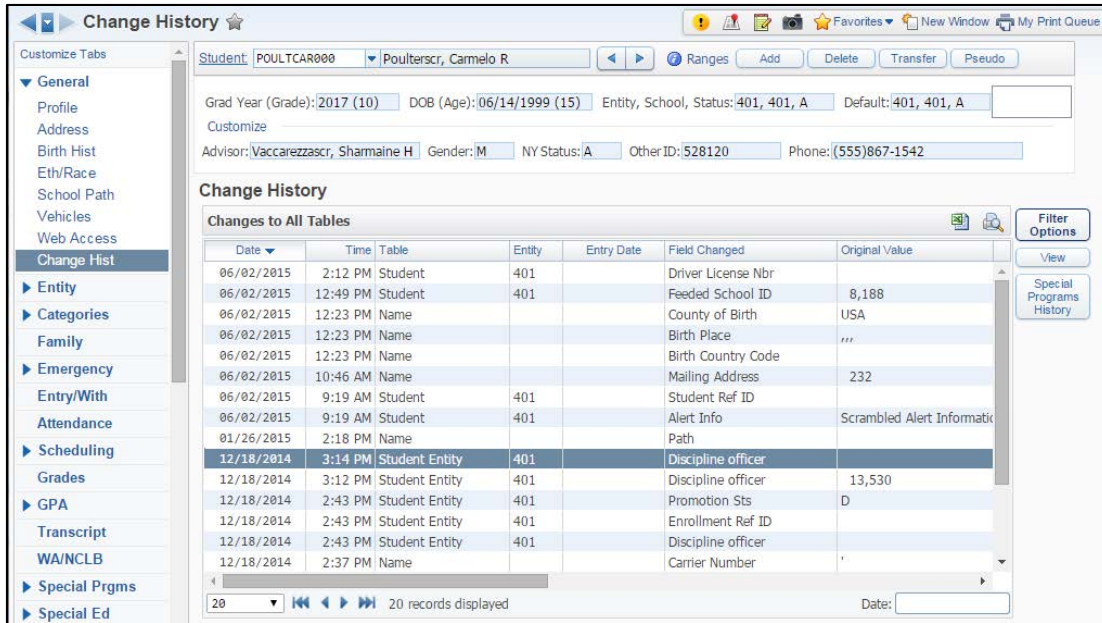 Change History
Favorites New Window My Print Queue
Customize Tabs
General
Profile
Address
Birth Hist
Eth/Race
School Path
Vehicles
Web Access
Change Hist
Entity
Categories
Family
Emergency
Entry/With
Attendance
Scheduling
Grades
GPA
Transcript
WA/NCLB
Special Prgms
Special Ed
Student: POULTCAR000 Poulterscr, Carmelo R Ranges Add Delete Transfer Pseudo
Grad Year (Grade): 2017 (10) DOB (Age): 06/14/1999 (15) Entity, School, Status: 401, 401, A Default: 401, 401, A
Customize
Advisor: Vaccarezzascr, Sharmaine H Gender: M NY Status: A Other ID: 528120 Phone: (555)867-1542
Change History
Changes to All Tables
Date Time Table Entity Entry Date Field Changed Original Value
06/02/2015 2:12 PM Student 401 Driver License Nbr
06/02/2015 12:49 PM Student 401 Feeded School ID 8,188
06/02/2015 12:23 PM Name County of Birth USA
06/02/2015 12:23 PM Name Birth Place ,,,
06/02/2015 12:23 PM Name Birth Country Code
06/02/2015 10:46 AM Name Mailing Address 232
06/02/2015 9:19 AM Student 401 Student Ref ID
06/02/2015 9:19 AM Student 401 Alert Info Scrambled Alert Informatic
01/26/2015 2:18 PM Name Path
12/18/2014 3:14 PM Student Entity 401 Discipline officer
12/18/2014 3:12 PM Student Entity 401 Discipline officer 13,530
12/18/2014 2:43 PM Student Entity 401 Promotion Sts D
12/18/2014 2:43 PM Student Entity 401 Enrollment Ref ID
12/18/2014 2:43 PM Student Entity 401 Discipline officer
12/18/2014 2:37 PM Name Carrier Number '
20 20 records displayed Date:
Filter
Options
View
Special
Programs
History